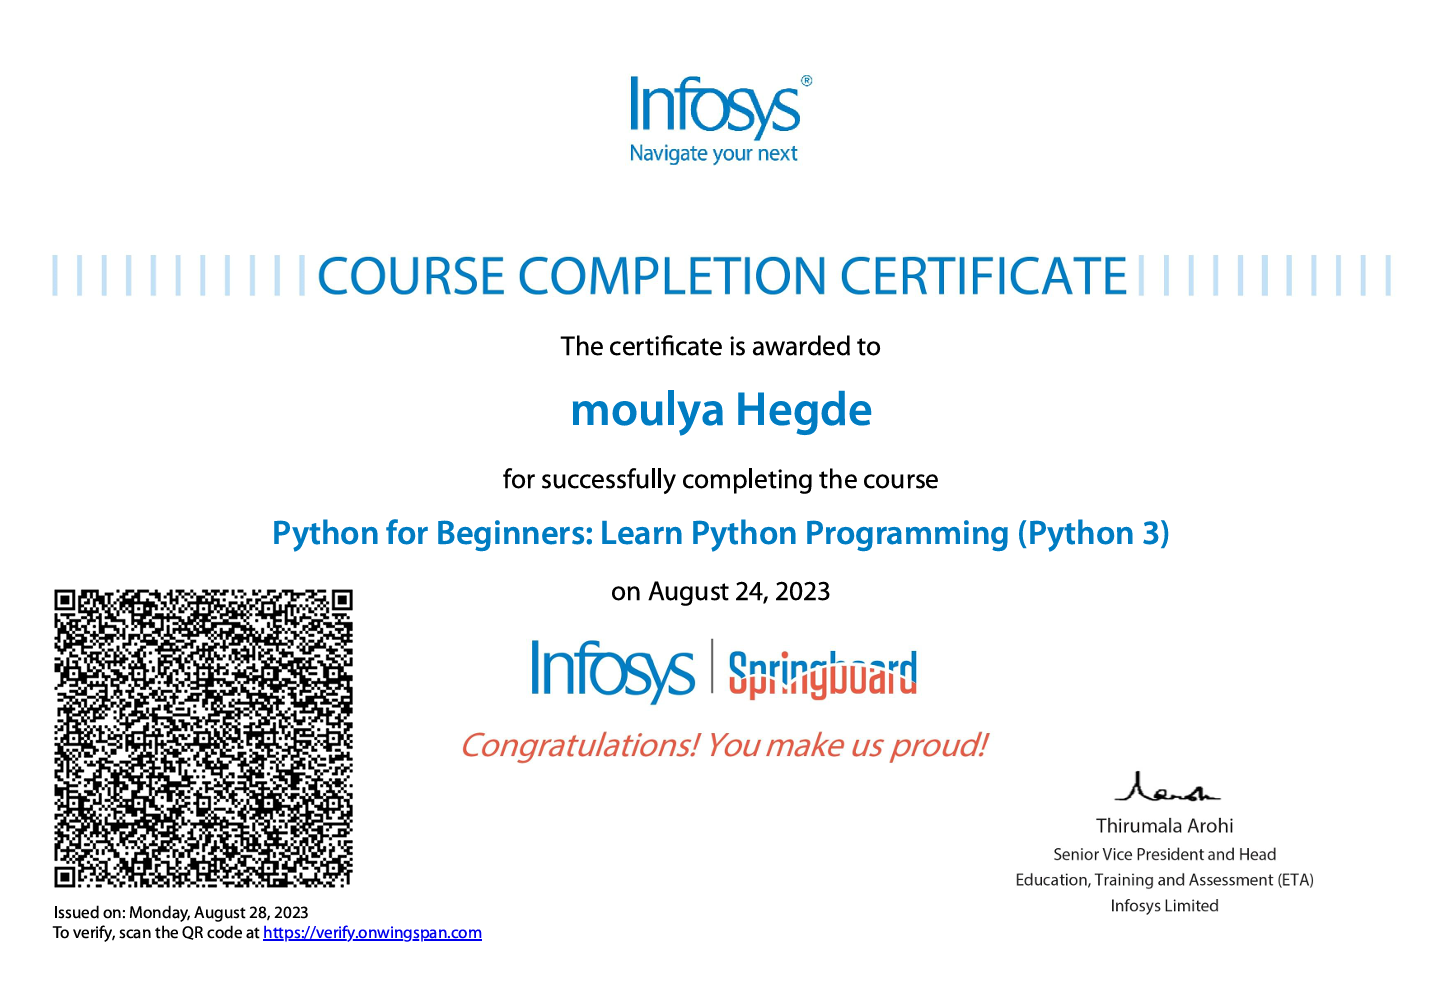 Infosys®
Navigate your next
COURSE COMPLETION CERTIFICATE
The certificate is awarded to
moulya Hegde
for successfully completing the course
Python for Beginners: Learn Python Programming (Python 3)
on August 24, 2023
Infosys | Springboard
Congratulations! You make us proud!
Thirumala Arohi
Senior Vice President and Head
Education, Training and Assessment (ETA)
Infosys Limited
Issued on: Monday, August 28, 2023
To verify, scan the QR code at https://verify.onwingspan.com